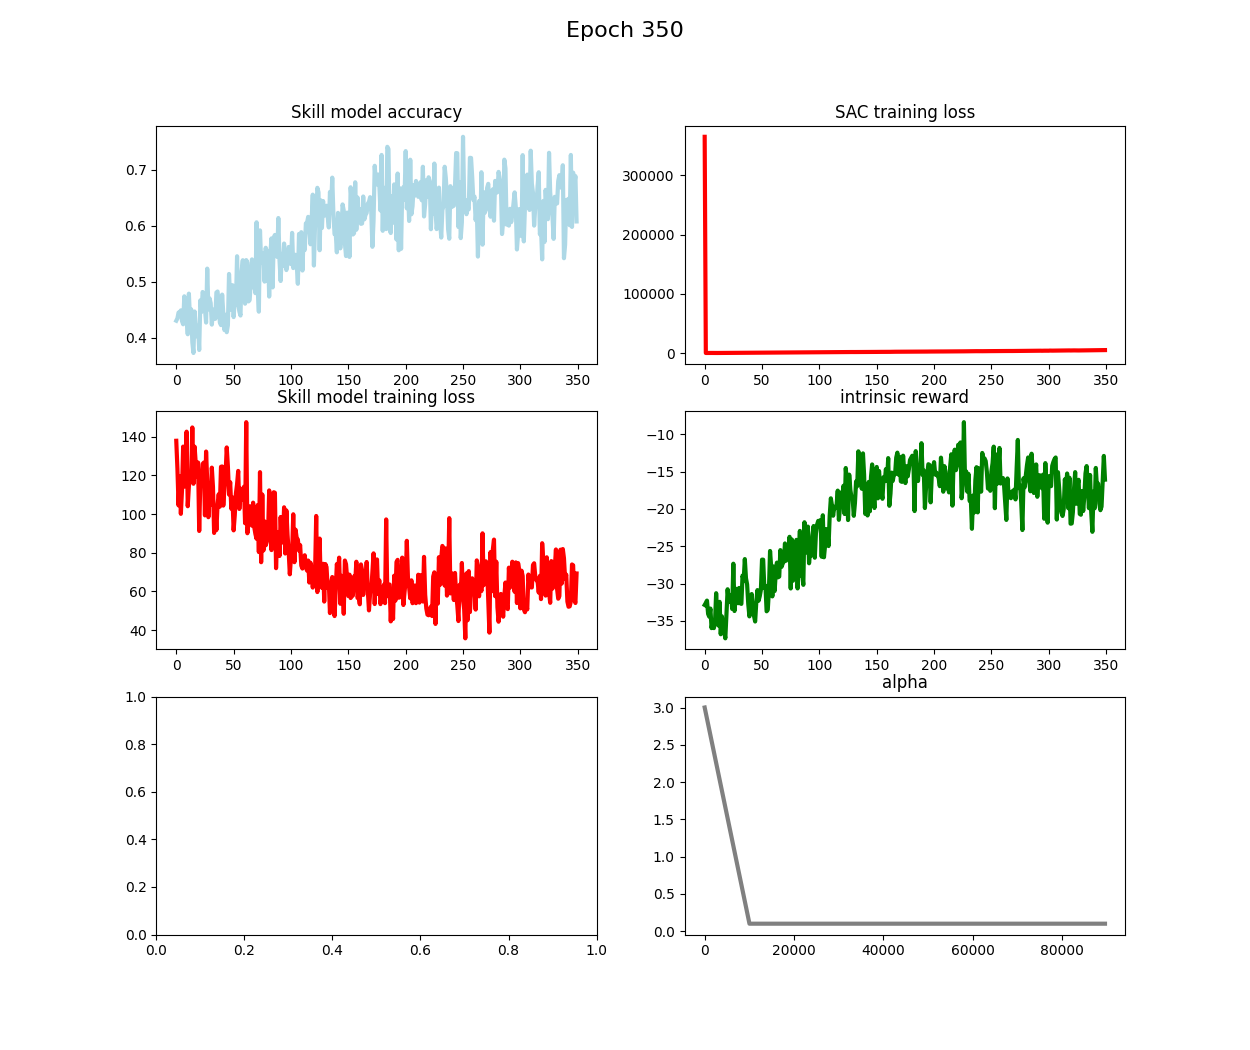 Epoch 350
Skill model accuracy
0.7
0.6
0.5
0.4
0 50 100 150 200 250 300 350
SAC training loss
300000
200000
100000
0
0 50 100 150 200 250 300 350
Skill model training loss
140
120
100
80
60
40
0 50 100 150 200 250 300 350
intrinsic reward
−10
−15
−20
−25
−30
−35
0 50 100 150 200 250 300 350
1.0
0.8
0.6
0.4
0.2
0.0
0.0 0.2 0.4 0.6 0.8 1.0
alpha
3.0
2.5
2.0
1.5
1.0
0.5
0.0
0 20000 40000 60000 80000